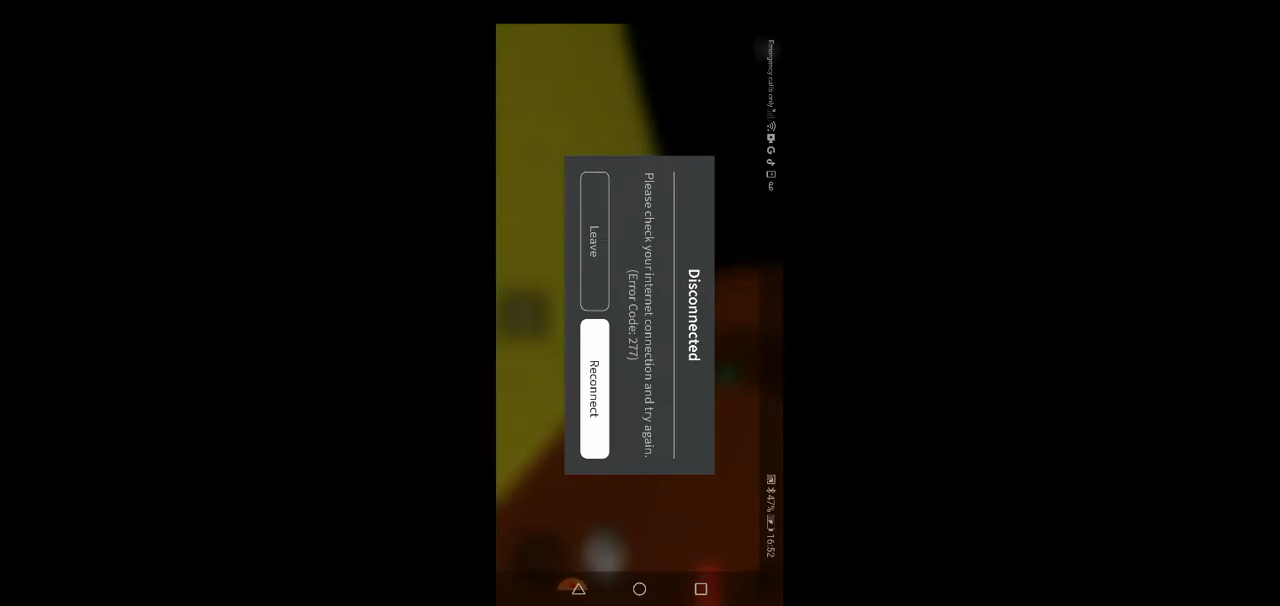 Emergency calls only
47% 16:52
Disconnected
Please check your internet connection and try again.
(Error Code: 277)
Leave
Reconnect